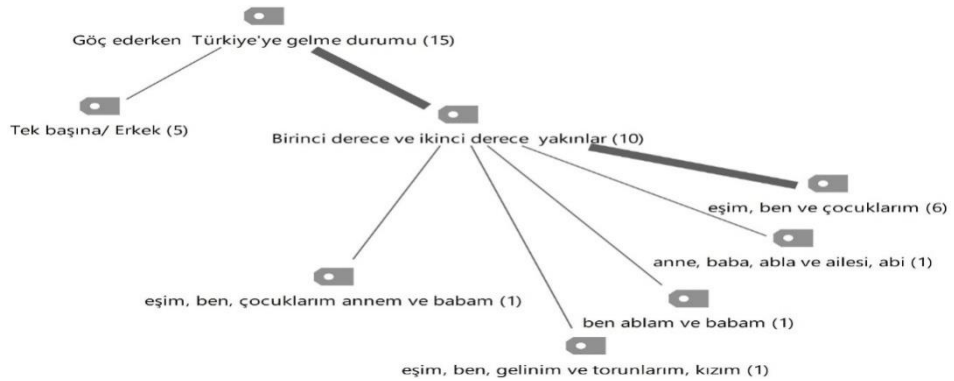 Göç ederken Türkiye'ye gelme durumu (15)
Tek başına/ Erkek (5)
Birinci derece ve ikinci derece yakınlar (10)
eşim, ben ve çocuklarım (6)
anne, baba, abla ve ailesi, abi (1)
eşim, ben, çocuklarım annem ve babam (1)
ben ablam ve babam (1)
eşim, ben, gelinim ve torunlarım, kızım (1)